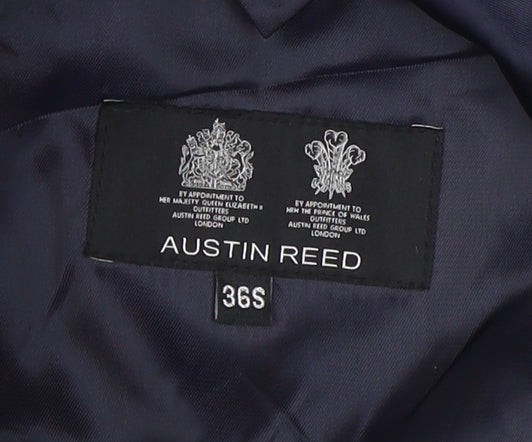 BY APPOINTMENT TO
HER MAJESTY QUEEN ELIZABETH II
OUTFITTERS
AUSTIN REED GROUP LTD
LONDON
BY APPOINTMENT TO
HRH THE PRINCE OF WALES
OUTFITTERS
AUSTIN REED GROUP LTD
LONDON
AUSTIN REED
36S